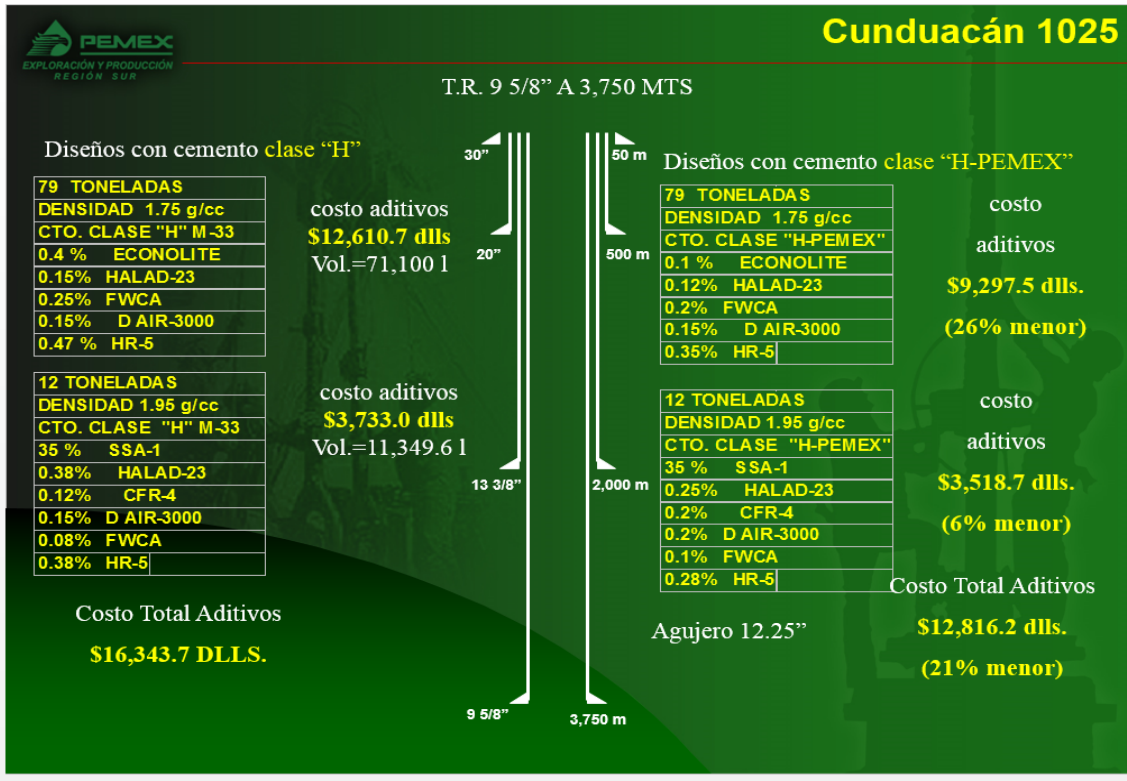 PEMEX
EXPLORACIÓN Y PRODUCCIÓN
REGIÓN SUR
Cunduacán 1025
T.R. 9 5/8” A 3,750 MTS
Diseños con cemento clase “H”
79 TONELADAS
DENSIDAD 1.75 g/cc
CTO. CLASE "H" M-33
0.4 % ECONOLITE
0.15% HALAD-23
0.25% FWCA
0.15% D AIR-3000
0.47 % HR-5
costo aditivos
$12,610.7 dlls
Vol.=71,100 l
12 TONELADAS
DENSIDAD 1.95 g/cc
CTO. CLASE "H" M-33
35 % SSA-1
0.38% HALAD-23
0.12% CFR-4
0.15% D AIR-3000
0.08% FWCA
0.38% HR-5
costo aditivos
$3,733.0 dlls
Vol.=11,349.6 l
Costo Total Aditivos
$16,343.7 DLLS.
30” 50 m
20” 500 m
13 3/8” 2,000 m
9 5/8” 3,750 m
Diseños con cemento clase “H-PEMEX”
79 TONELADAS
DENSIDAD 1.75 g/cc
CTO. CLASE "H-PEMEX"
0.1 % ECONOLITE
0.12% HALAD-23
0.2% FWCA
0.15% D AIR-3000
0.35% HR-5
costo
aditivos
$9,297.5 dlls.
(26% menor)
12 TONELADAS
DENSIDAD 1.95 g/cc
CTO. CLASE "H-PEMEX"
35 % SSA-1
0.25% HALAD-23
0.2% CFR-4
0.2% D AIR-3000
0.1% FWCA
0.28% HR-5
costo
aditivos
$3,518.7 dlls.
(6% menor)
Agujero 12.25”
Costo Total Aditivos
$12,816.2 dlls.
(21% menor)